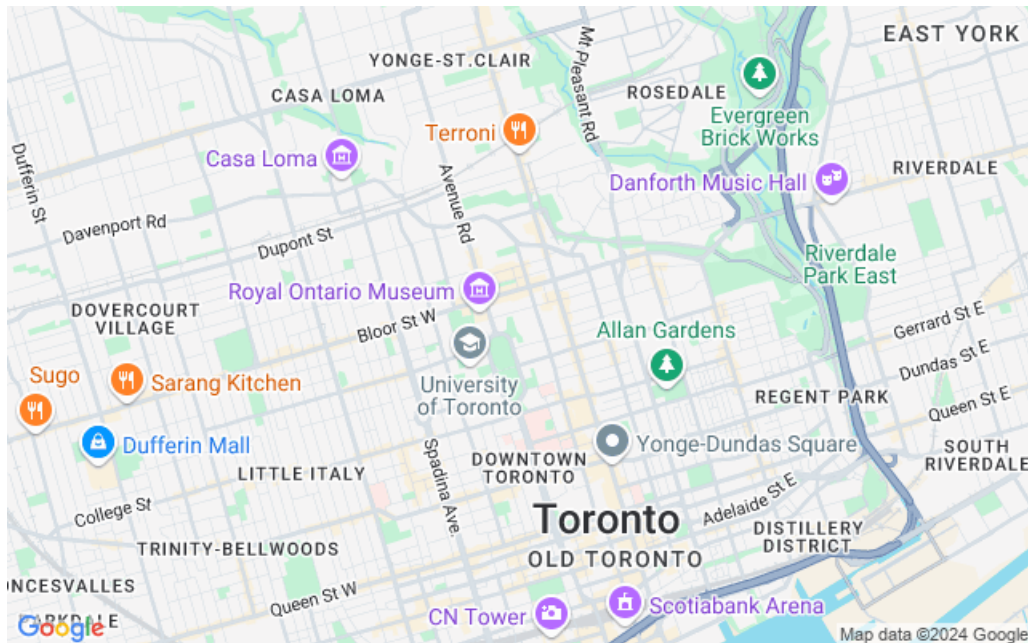 EAST YORK
YONGE-ST.CLAIR
Mt Pleasant Rd
ROSEDALE
CASA LOMA
Evergreen
Brick Works
Terroni
Casa Loma
Dufferin St
Avenue Rd
Danforth Music Hall
RIVERDALE
Davenport Rd
Dupont St
Riverdale
Park East
Royal Ontario Museum
DOVERCOURT
VILLAGE
Bloor St W
Allan Gardens
Gerrard St E
Sugo
Sarang Kitchen
University
of Toronto
Dundas St E
REGENT PARK
Queen St E
Dufferin Mall
Spadina Ave.
Yonge-Dundas Square
SOUTH
RIVERDALE
LITTLE ITALY
DOWNTOWN
TORONTO
College St
Adelaide St E
Toronto
DISTILLERY
DISTRICT
TRINITY-BELLWOODS
OLD TORONTO
ONCESVALLES
PARKDALE
Queen St W
CN Tower
Scotiabank Arena
Google
Map data ©2024 Google